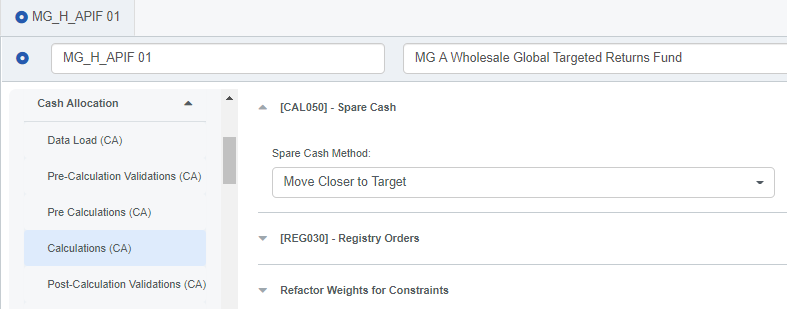 MG_H_APIF 01
MG_H_APIF 01
MG A Wholesale Global Targeted Returns Fund
Cash Allocation
Data Load (CA)
Pre-Calculation Validations (CA)
Pre Calculations (CA)
Calculations (CA)
Post-Calculation Validations (CA)
[CAL050] - Spare Cash
Spare Cash Method:
Move Closer to Target
[REG030] - Registry Orders
Refactor Weights for Constraints